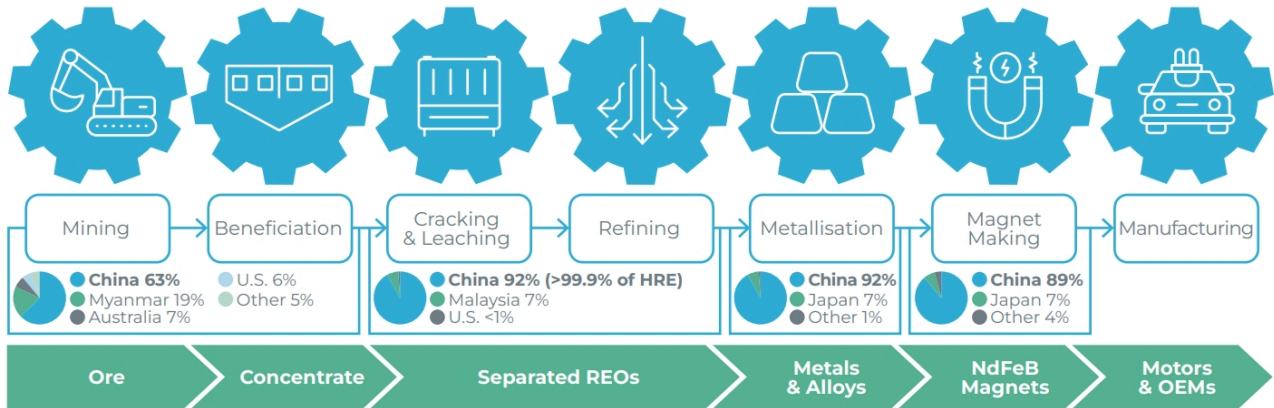 Mining
Beneficiation
Cracking
& Leaching
Refining
Metallisation
Magnet
Making
Manufacturing
China 63%
Myanmar 19%
Australia 7%
U.S. 6%
Other 5%
China 92% (>99.9% of HRE)
Malaysia 7%
U.S. <1%
China 92%
Japan 7%
Other 1%
China 89%
Japan 7%
Other 4%
Ore
Concentrate
Separated REOs
Metals
& Alloys
NdFeB
Magnets
Motors
& OEMs